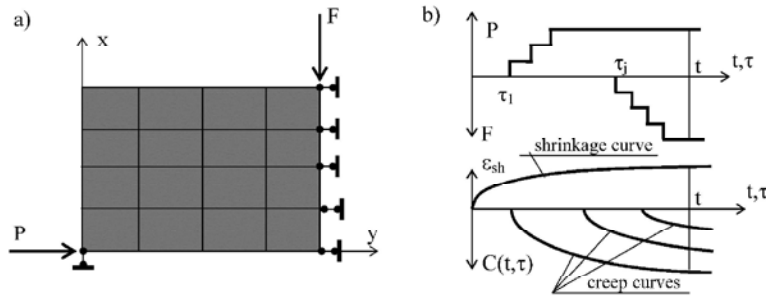 a)
x
F
P
y
b)
P
τ1
τj
t
t,τ
F
shrinkage curve
εsh
t
t,τ
C(t,τ)
creep curves